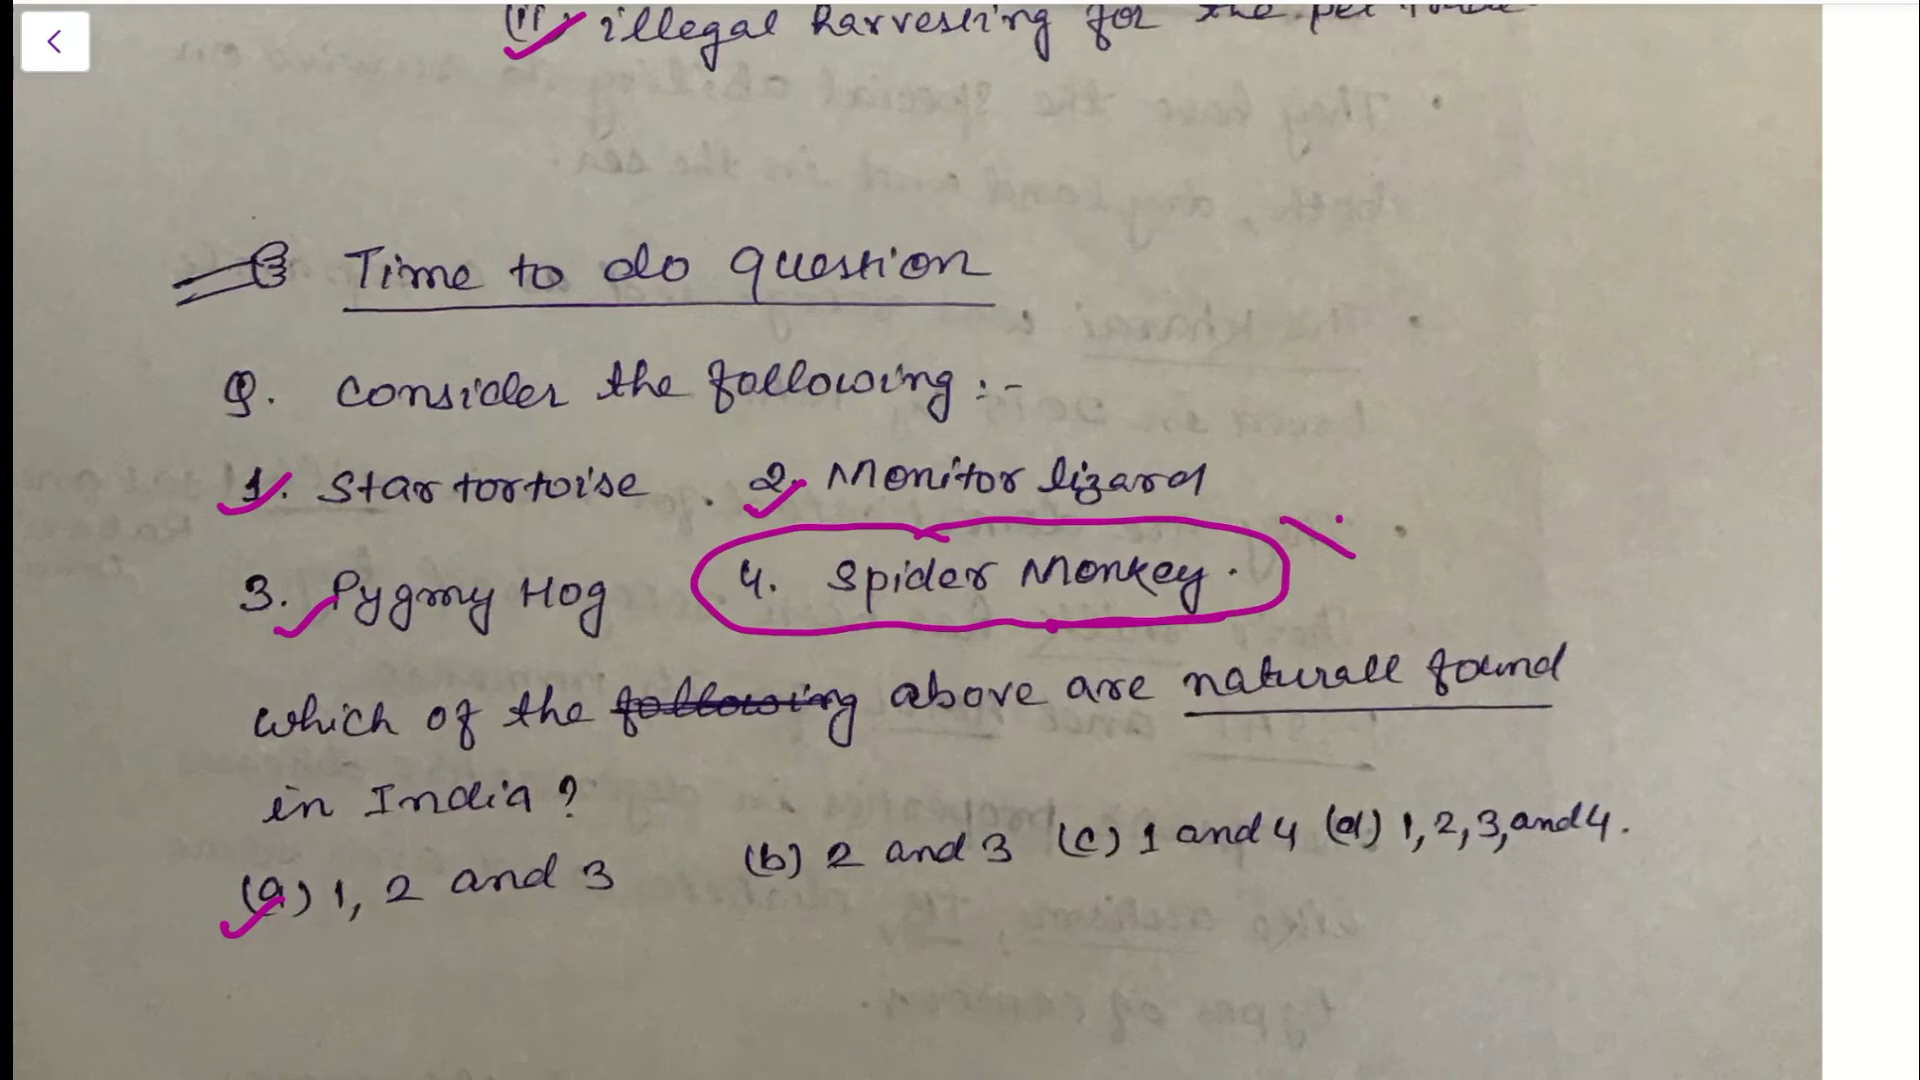 (ii) illegal harvesting for the pet
Time to do question
Q. Consider the following :-
1. Star tortoise . 2. Monitor lizard
3. Pygmy Hog 4. Spider Monkey.
which of the following above are naturall found
in India ?
(a) 1, 2 and 3 (b) 2 and 3 (c) 1 and 4 (d) 1, 2, 3, and 4.